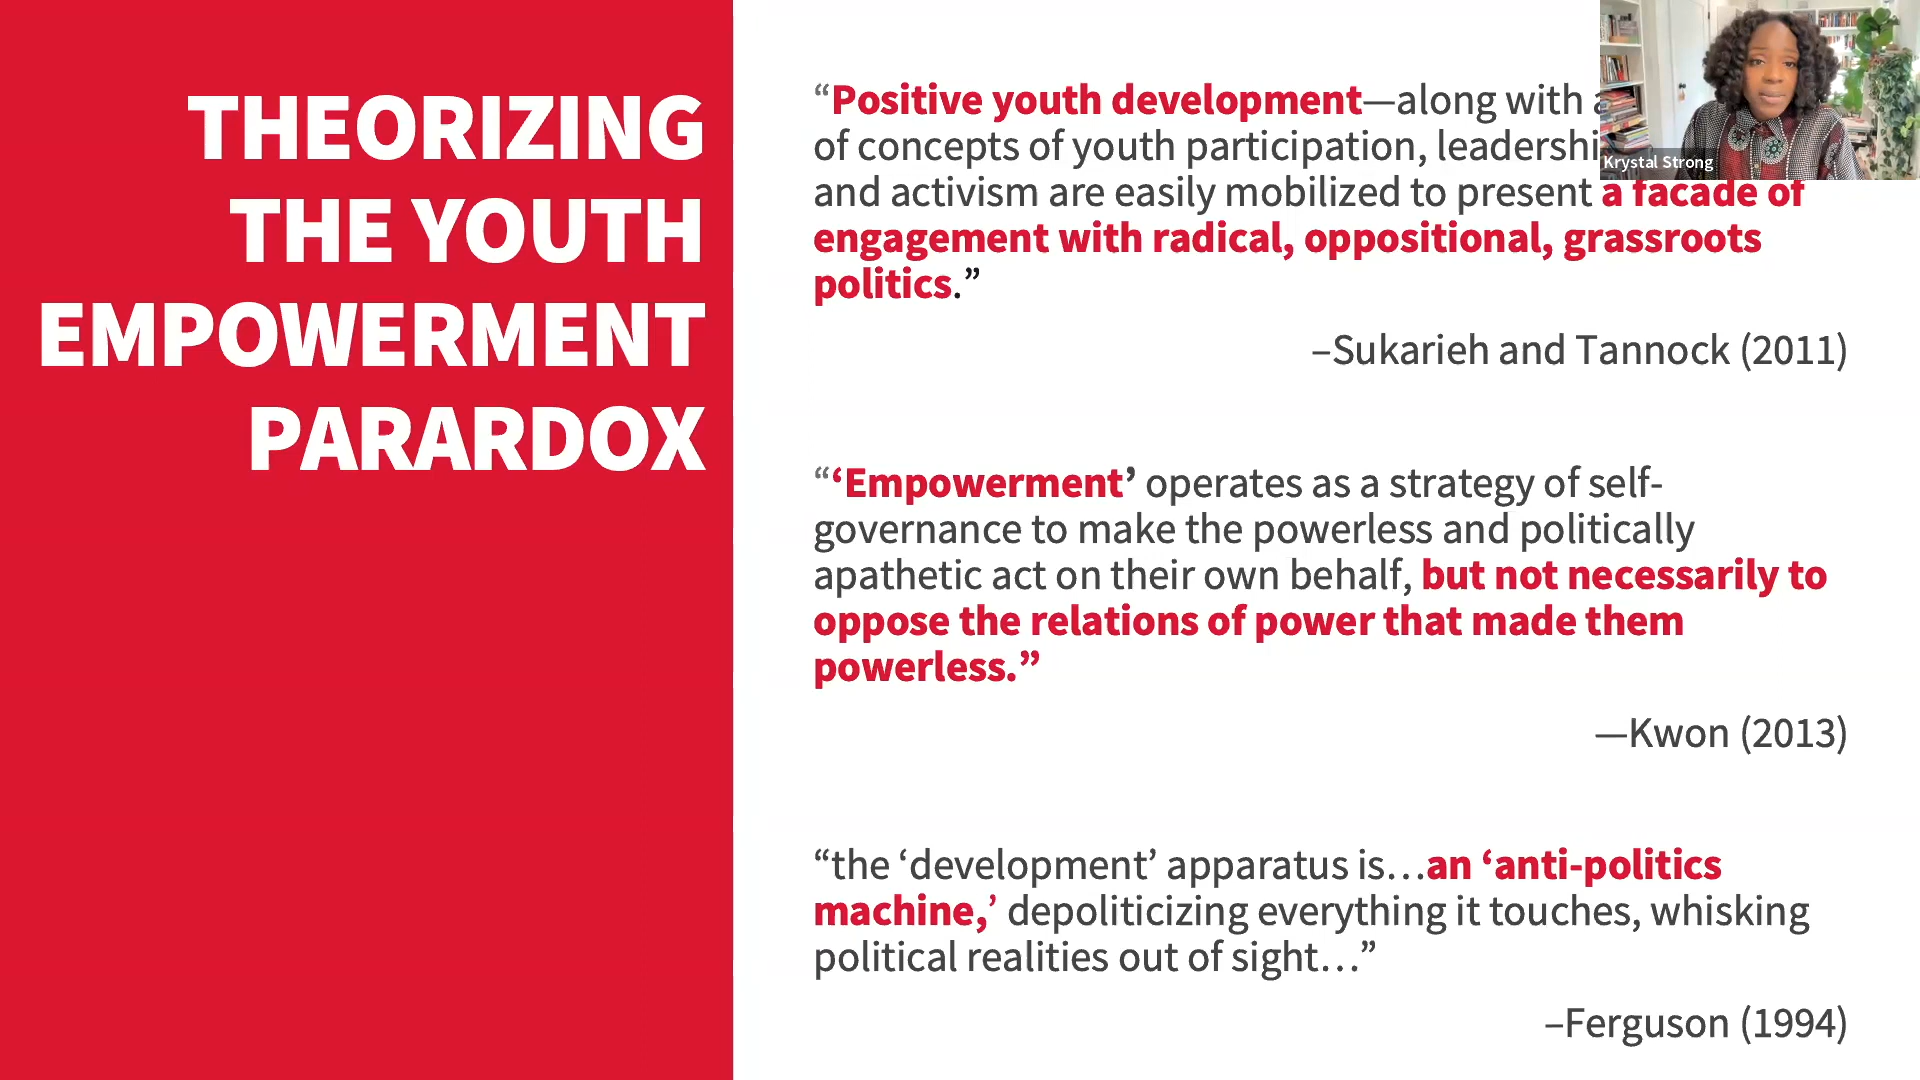 THEORIZING
THE YOUTH
EMPOWERMENT
PARARDOX
“Positive youth development—along with
of concepts of youth participation,
and activism are easily mobilized to present a facade of
engagement with radical, oppositional, grassroots
politics.”
–Sukarieh and Tannock (2011)
“‘Empowerment’ operates as a strategy of self-
governance to make the powerless and politically
apathetic act on their own behalf, but not necessarily to
oppose the relations of power that made them
powerless.”
—Kwon (2013)
“the ‘development’ apparatus is…an ‘anti-politics
machine,’ depoliticizing everything it touches, whisking
political realities out of sight…”
–Ferguson (1994)
Krystal Strong